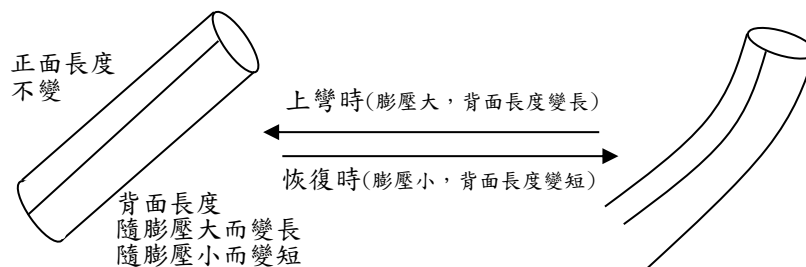 正面長度
不變
上彎時(膨壓大，背面長度變長)
恢復時(膨壓小，背面長度變短)
背面長度
隨膨壓大而變長
隨膨壓小而變短